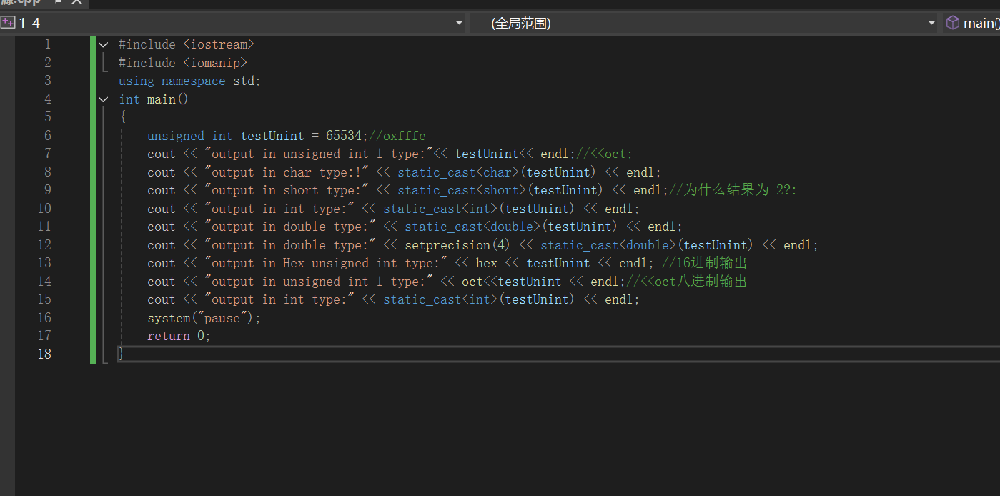 源.cpp
1-4 (全局范围) main()
1 #include <iostream>
2 #include <iomanip>
3 using namespace std;
4 int main()
5 {
6 unsigned int testUnint = 65534;//oxfffe
7 cout << "output in unsigned int l type:"<< testUnint<< endl;//<<oct;
8 cout << "output in char type:!" << static_cast<char>(testUnint) << endl;
9 cout << "output in short type:" << static_cast<short>(testUnint) << endl;//为什么结果为-2?:
10 cout << "output in int type:" << static_cast<int>(testUnint) << endl;
11 cout << "output in double type:" << static_cast<double>(testUnint) << endl;
12 cout << "output in double type:" << setprecision(4) << static_cast<double>(testUnint) << endl;
13 cout << "output in Hex unsigned int type:" << hex << testUnint << endl; //16进制输出
14 cout << "output in unsigned int l type:" << oct<<testUnint << endl;//<<oct八进制输出
15 cout << "output in int type:" << static_cast<int>(testUnint) << endl;
16 system("pause");
17 return 0;
18 }